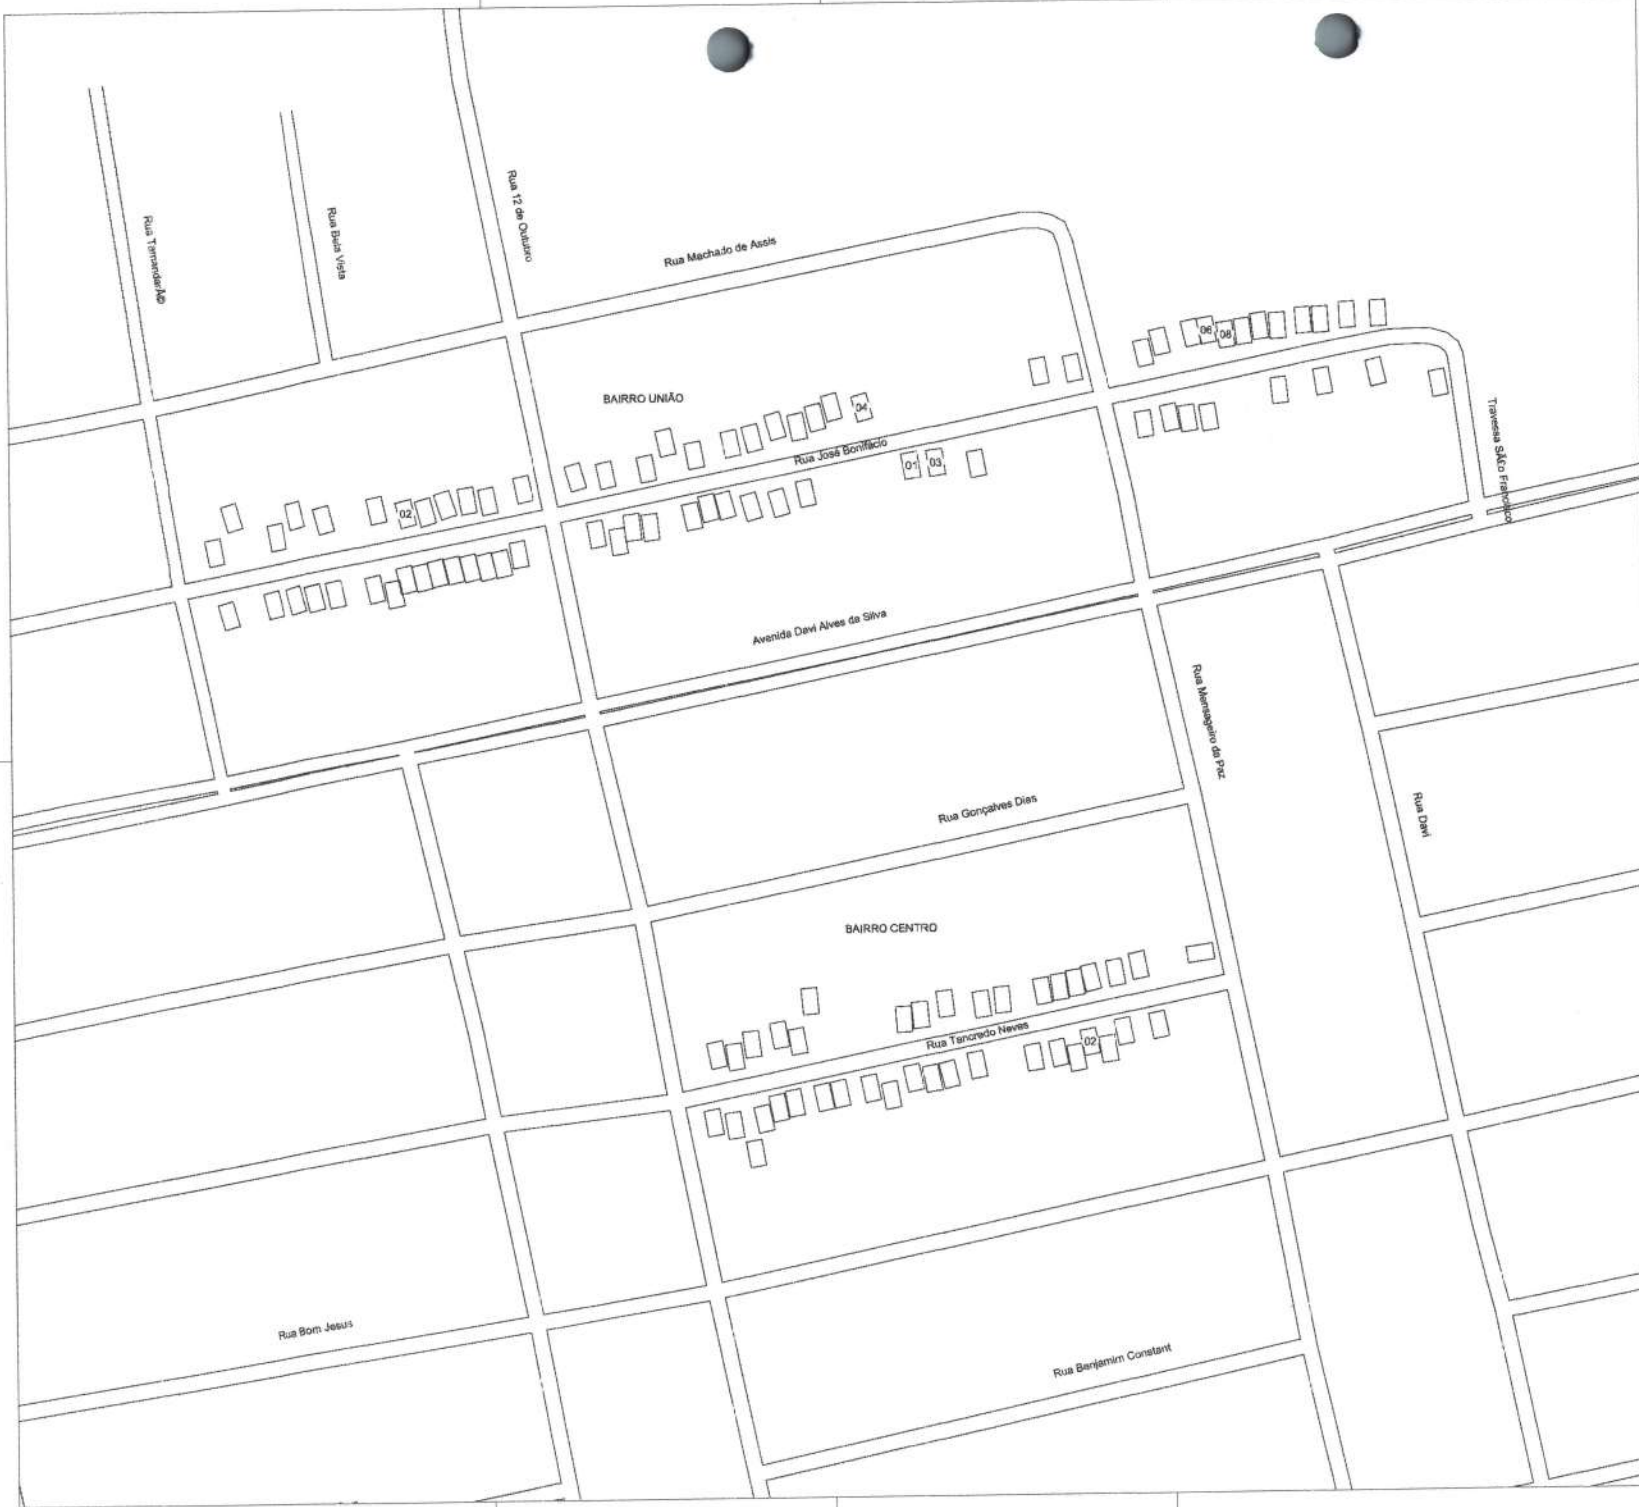 Rua TamandarÃ©
Rua Bela Vista
Rua 12 de Outubro
Rua Machado de Assis
BAIRRO UNIÃO
06
08
04
Rua José Bonifácio
01
03
02
Travessa SÃ£o Francisco
Avenida Davi Alves da Silva
Rua Mensageiro da Paz
Rua Gonçalves Dias
Rua Davi
BAIRRO CENTRO
Rua Tancredo Neves
02
Rua Bom Jesus
Rua Benjamim Constant